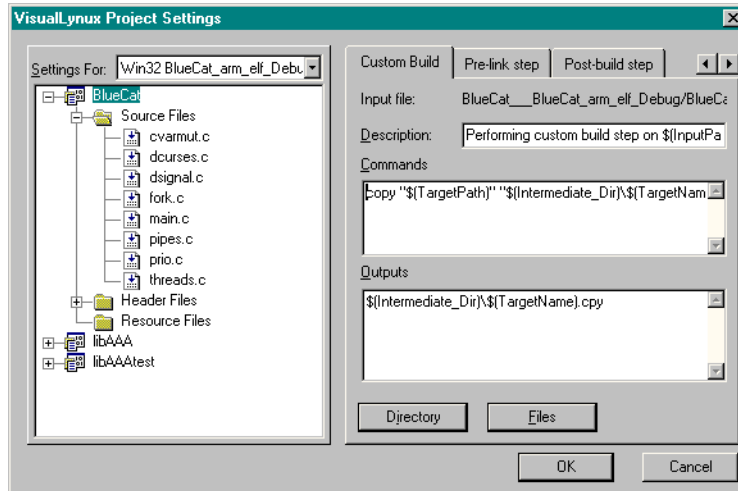 VisualLynux Project Settings
Settings For: Win32 BlueCat_arm_elf_Debu
BlueCat
Source Files
cvarmut.c
dcurses.c
dsignal.c
fork.c
main.c
pipes.c
prio.c
threads.c
Header Files
Resource Files
libAAA
libAAAtest
Custom Build
Pre-link step
Post-build step
Input file: BlueCat___BlueCat_arm_elf_Debug/BlueCa
Description: Performing custom build step on $(InputPa
Commands
copy "$(TargetPath)" "$(Intermediate_Dir)\$(TargetNam
Outputs
$(Intermediate_Dir)\$(TargetName).cpy
Directory
Files
OK
Cancel